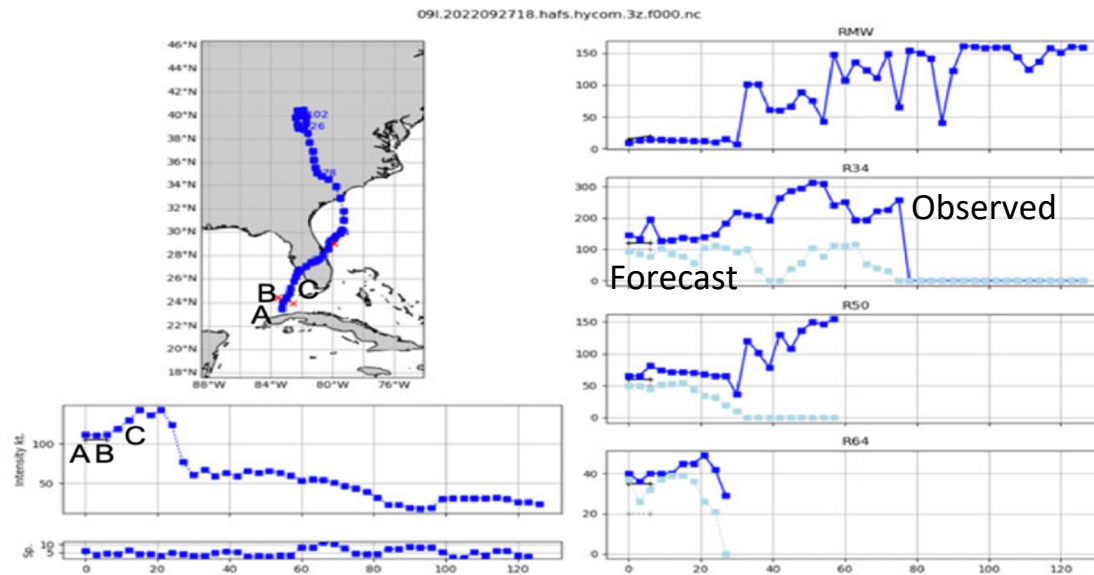 09l.2022092718.hafs.hycom.3z.f000.nc
46°N
44°N
42°N
40°N
38°N
36°N
34°N
32°N
30°N
28°N
26°N
24°N
22°N
20°N
18°N
88°W 84°W 80°W 76°W
102
26
78
A
B
C
Intensity kt.
100
50
A B C
Sp.
10
5
0 20 40 60 80 100 120
RMW
150
100
50
0
R34
300
200
100
0
Observed
Forecast
R50
150
100
50
0
R64
40
20
0
0 20 40 60 80 100 120